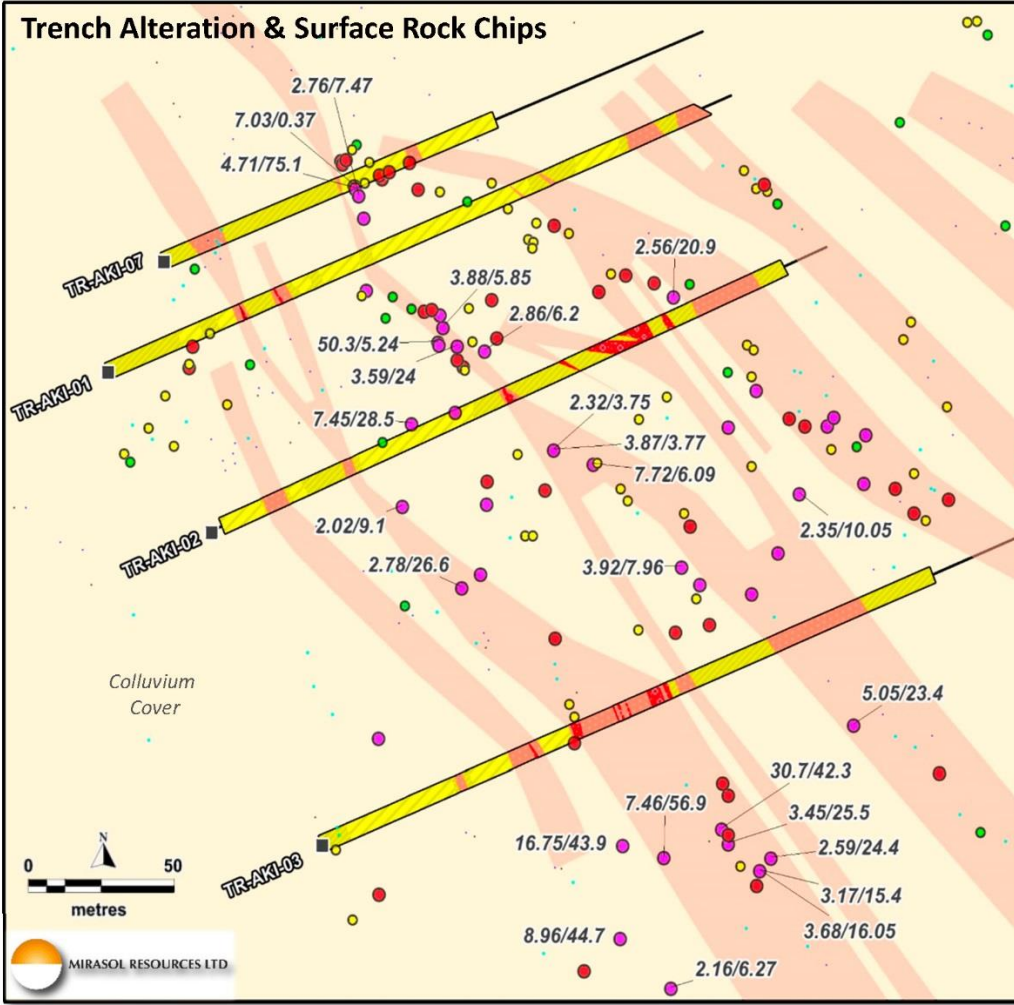 Trench Alteration & Surface Rock Chips
2.76/7.47
7.03/0.37
4.71/75.1
TR-AKI-07
2.56/20.9
3.88/5.85
2.86/6.2
50.3/5.24
3.59/24
TR-AKI-01
7.45/28.5
2.32/3.75
3.87/3.77
7.72/6.09
2.02/9.1
2.35/10.05
TR-AKI-02
2.78/26.6
3.92/7.96
Colluvium
Cover
5.05/23.4
30.7/42.3
7.46/56.9
3.45/25.5
16.75/43.9
2.59/24.4
TR-AKI-03
3.17/15.4
3.68/16.05
N
0 50
metres
8.96/44.7
2.16/6.27
MIRASOL RESOURCES LTD